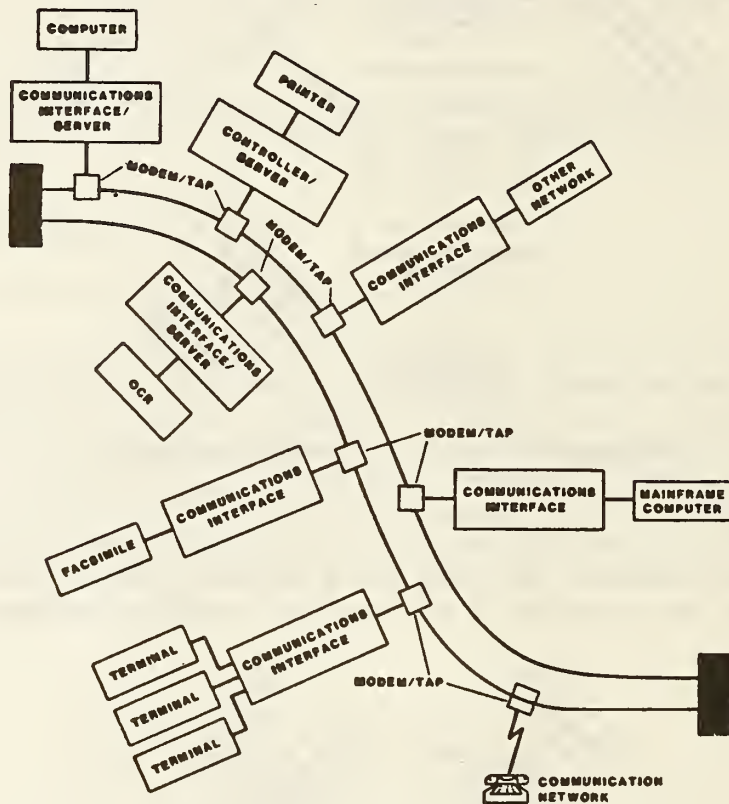 COMPUTER
COMMUNICATIONS
INTERFACE/
SERVER
PRINTER
CONTROLLER/
SERVER
MODEM/TAP
OTHER
NETWORK
MODEM/TAP
COMMUNICATIONS
INTERFACE
COMMUNICATIONS
INTERFACE/
SERVER
OCR
MODEM/TAP
COMMUNICATIONS
INTERFACE
COMMUNICATIONS
INTERFACE
MAINFRAME
COMPUTER
FACSIMILE
COMMUNICATIONS
INTERFACE
TERMINAL
TERMINAL
TERMINAL
MODEM/TAP
COMMUNICATION
NETWORK